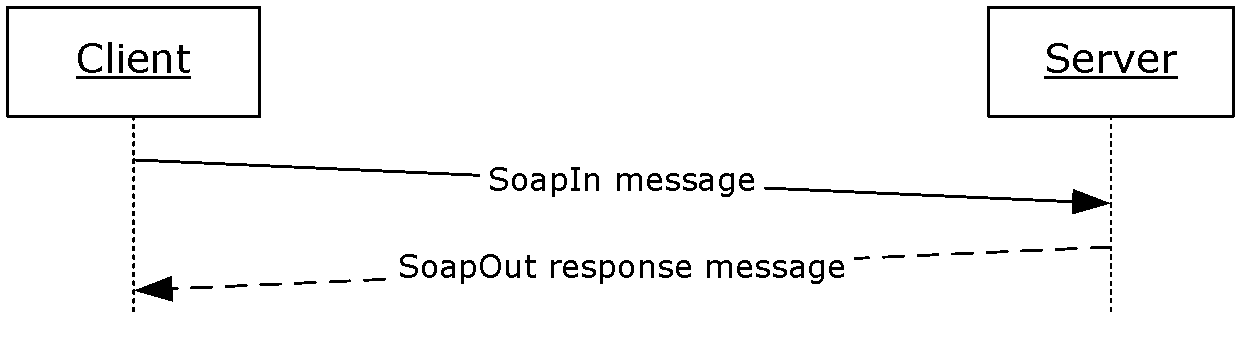 Client
Server
SoapIn message
SoapOut response message